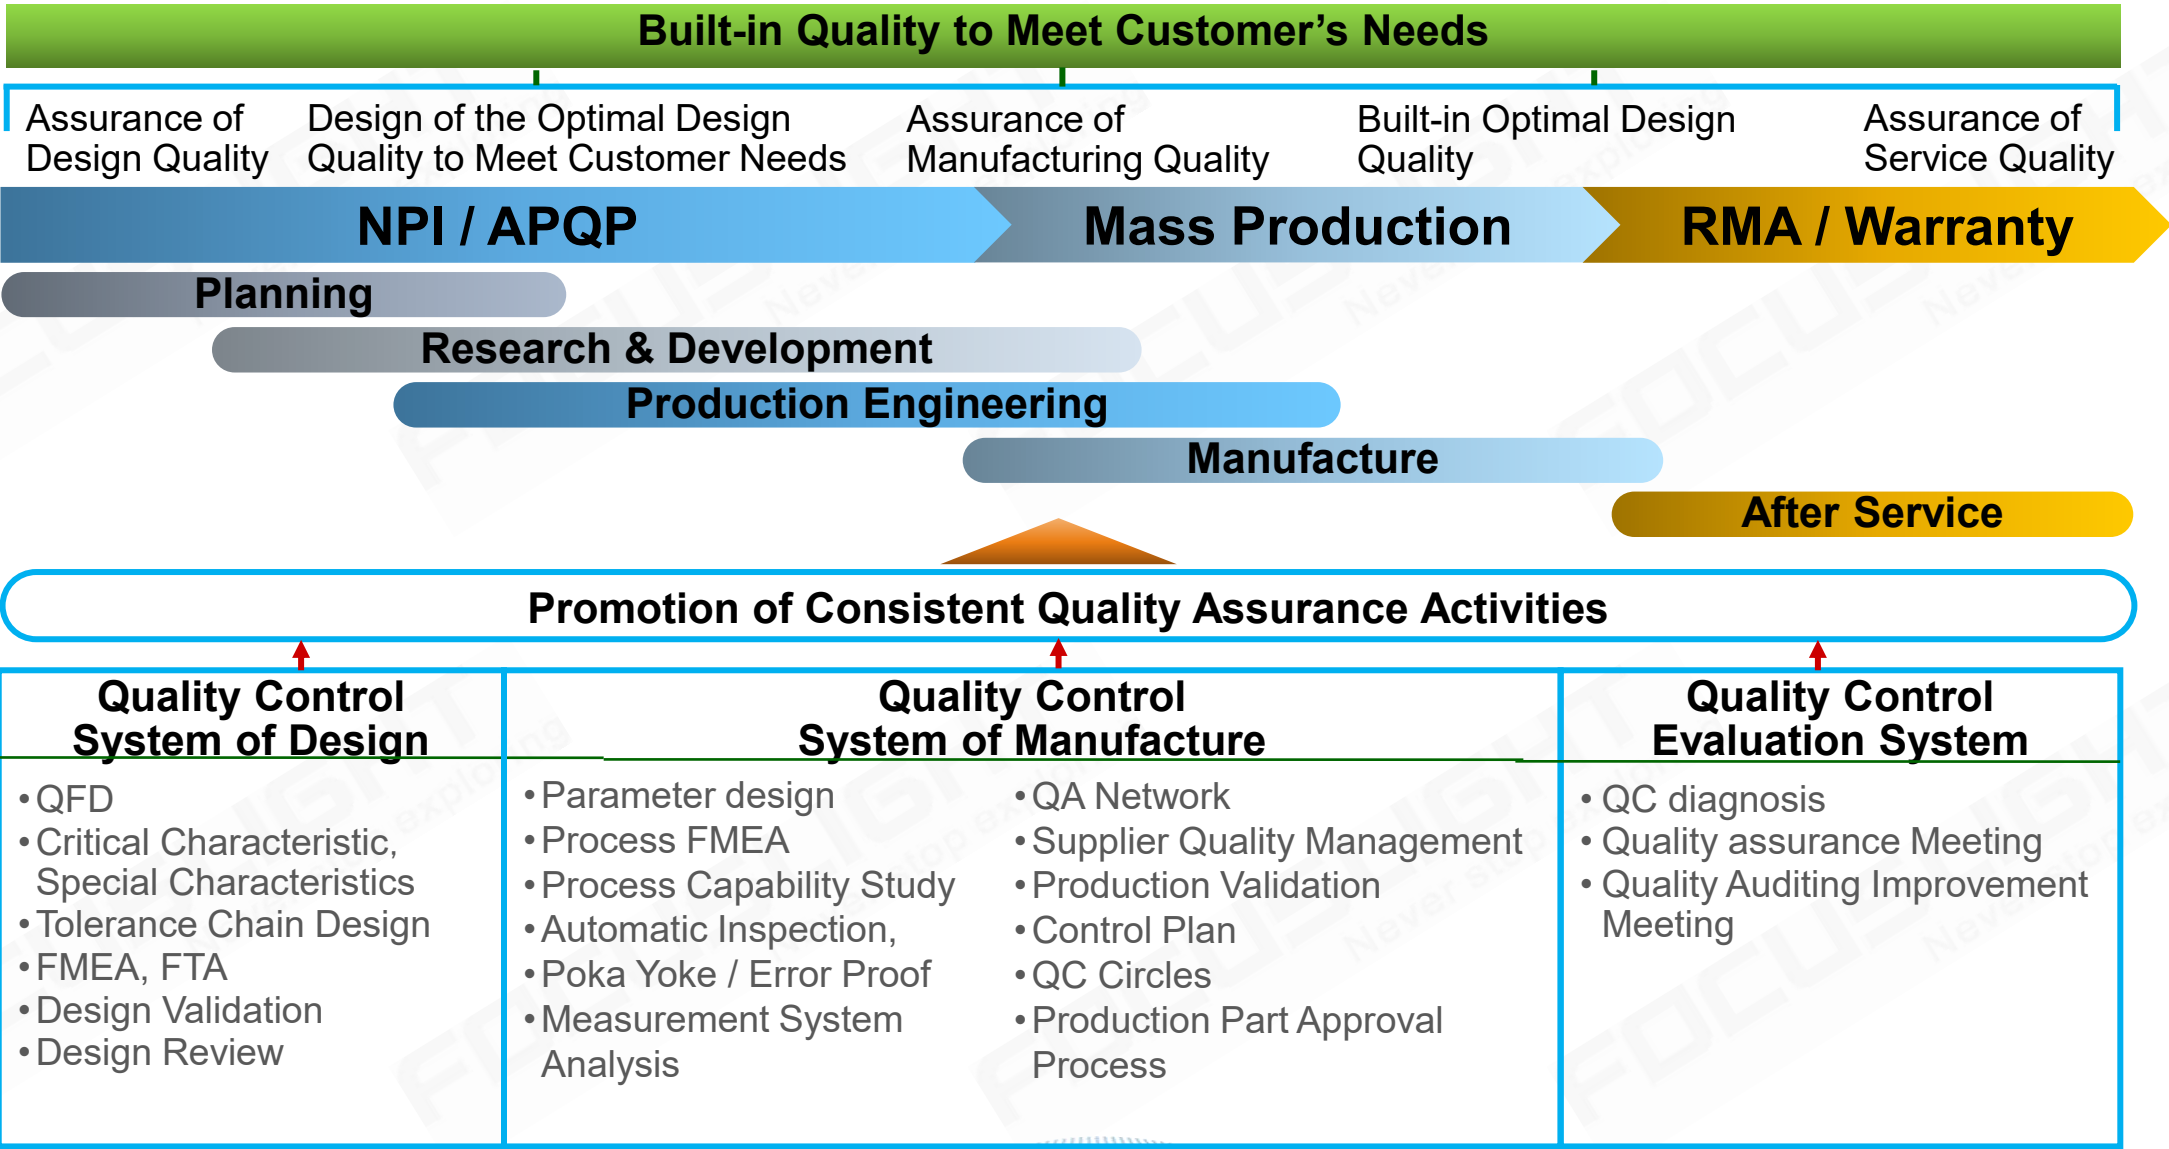 Built-in Quality to Meet Customer’s Needs
Assurance of
Design Quality
Design of the Optimal Design
Quality to Meet Customer Needs
Assurance of
Manufacturing Quality
Built-in Optimal Design
Quality
Assurance of
Service Quality
NPI / APQP
Mass Production
RMA / Warranty
Planning
Research & Development
Production Engineering
Manufacture
After Service
Promotion of Consistent Quality Assurance Activities
Quality Control
System of Design
•QFD
•Critical Characteristic,
Special Characteristics
•Tolerance Chain Design
•FMEA, FTA
•Design Validation
•Design Review
Quality Control
System of Manufacture
•Parameter design
•Process FMEA
•Process Capability Study
•Automatic Inspection,
•Poka Yoke / Error Proof
•Measurement System
Analysis
•QA Network
•Supplier Quality Management
•Production Validation
•Control Plan
•QC Circles
•Production Part Approval
Process
Quality Control
Evaluation System
• QC diagnosis
• Quality assurance Meeting
• Quality Auditing Improvement
Meeting
FOCUSLIGHT
Never stop exploring